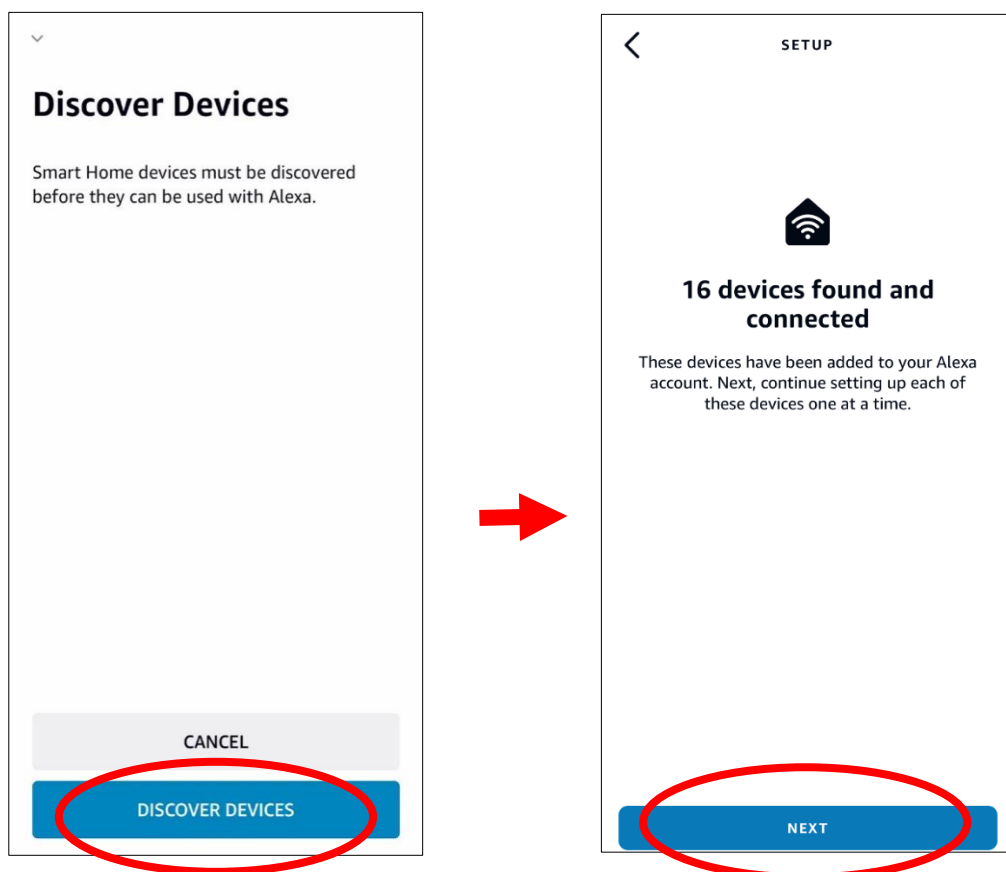 Discover Devices
Smart Home devices must be discovered
before they can be used with Alexa.
CANCEL
DISCOVER DEVICES
SETUP
16 devices found and
connected
These devices have been added to your Alexa
account. Next, continue setting up each of
these devices one at a time.
NEXT